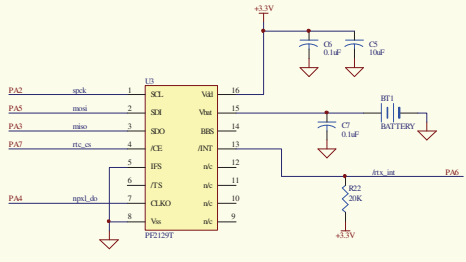 +3.3V
C6
0.1uF
C5
10uF
U3
PA2 spck 1 SCL Vdd 16
PA5 mosi 2 SDI Vbat 15
PA3 miso 3 SDO BBS 14
PA7 rtc_cs 4 /CE /INT 13
5 IFS n/c 12
6 /TS n/c 11
PA4 npxl_do 7 CLKO n/c 10
8 Vss n/c 9
PF2129T
C7
0.1uF
BT1
BATTERY
/rtx_int PA6
R22
20K
+3.3V